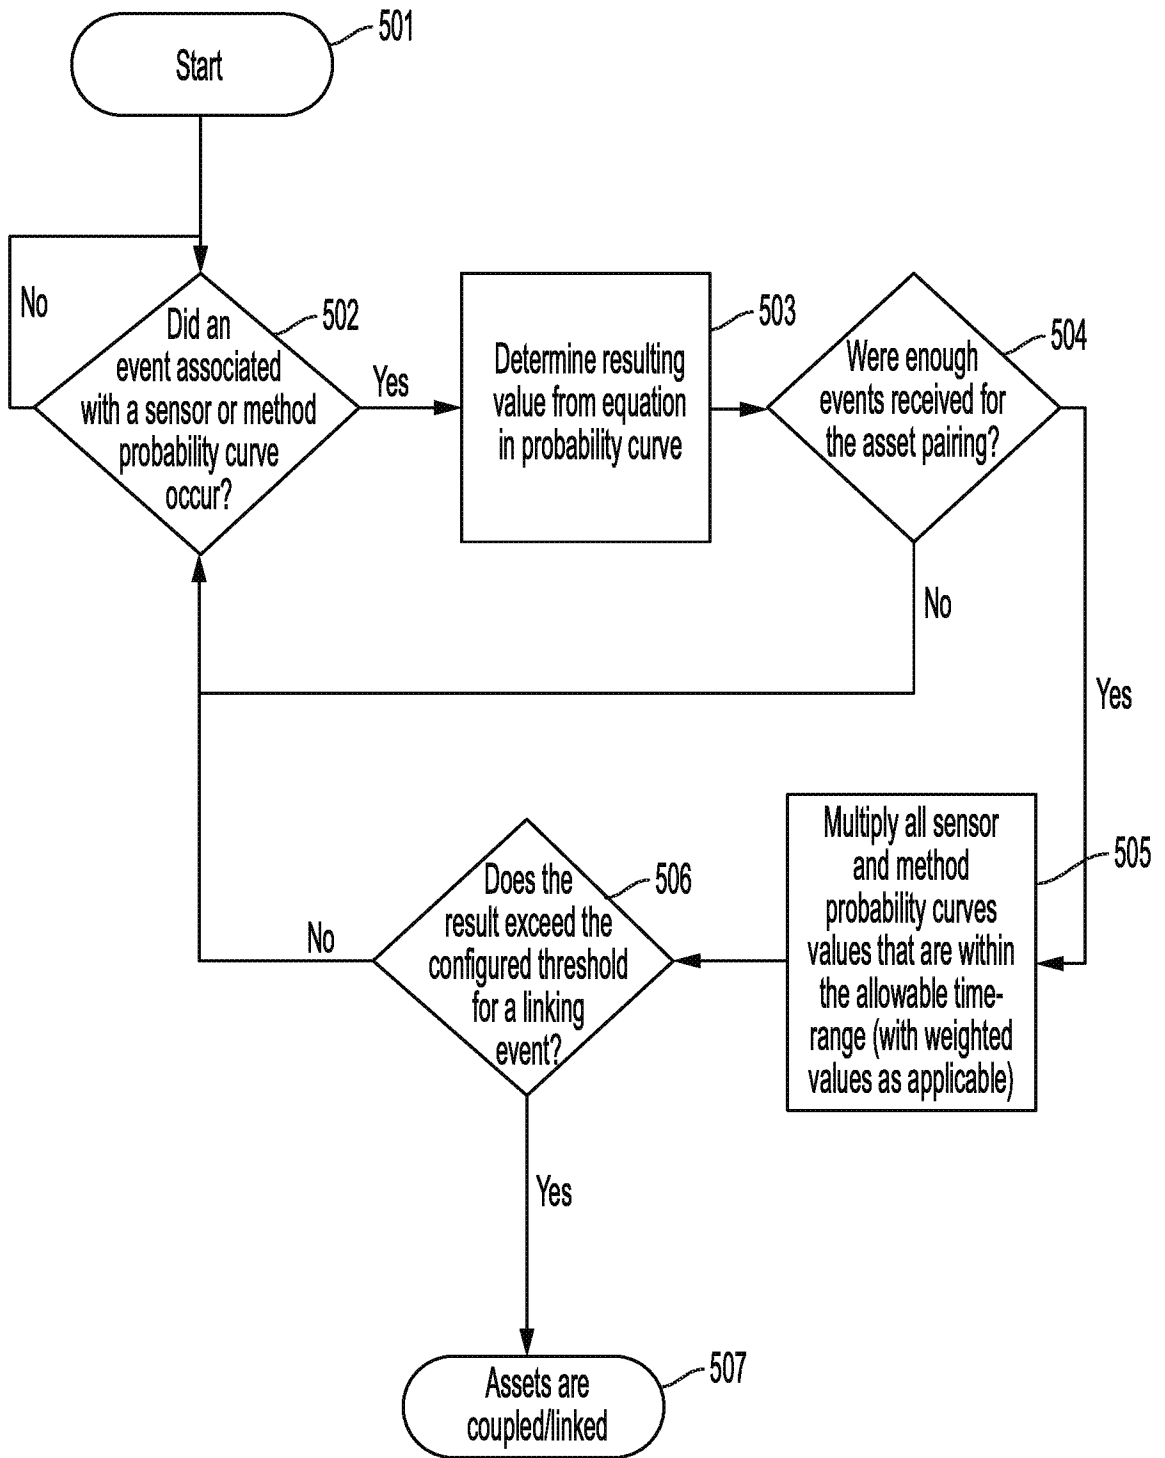 501
Start
No
502
Did an
event associated
with a sensor or method
probability curve
occur?
Yes
503
Determine resulting
value from equation
in probability curve
504
Were enough
events received for
the asset pairing?
No
Yes
505
Multiply all sensor
and method
probability curves
values that are within
the allowable time-
range (with weighted
values as applicable)
506
Does the
result exceed the
configured threshold
for a linking
event?
No
Yes
507
Assets are
coupled/linked